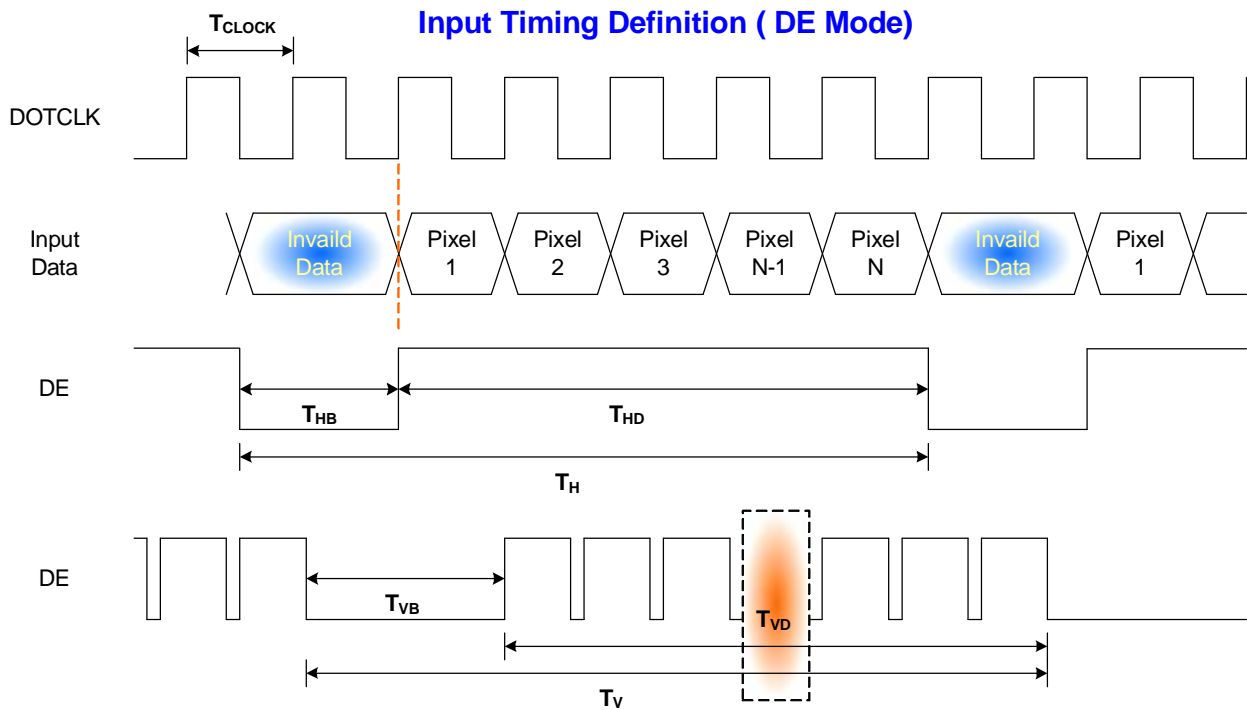 Input Timing Definition ( DE Mode)
TCLOCK
DOTCLK
Input
Data
Invaild
Data
Pixel
1
Pixel
2
Pixel
3
Pixel
N-1
Pixel
N
Invaild
Data
Pixel
1
DE
THB
THD
TH
DE
TVB
TVD
TV